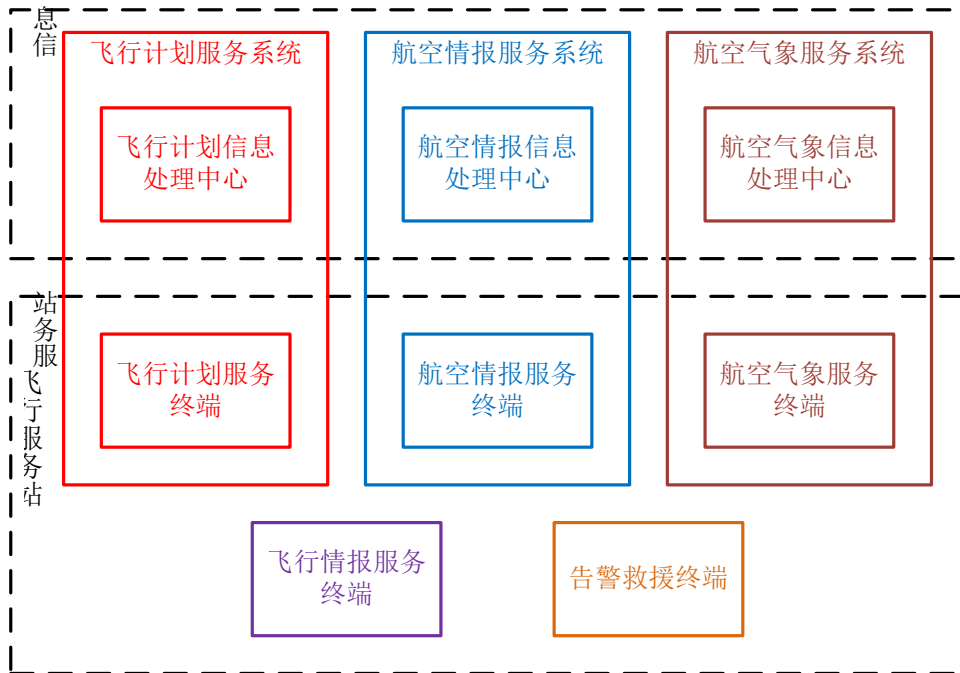 息信
飞行计划服务系统
航空情报服务系统
航空气象服务系统
飞行计划信息
处理中心
航空情报信息
处理中心
航空气象信息
处理中心
站务服
飞行服务站
飞行计划服务
终端
航空情报服务
终端
航空气象服务
终端
飞行情报服务
终端
告警救援终端